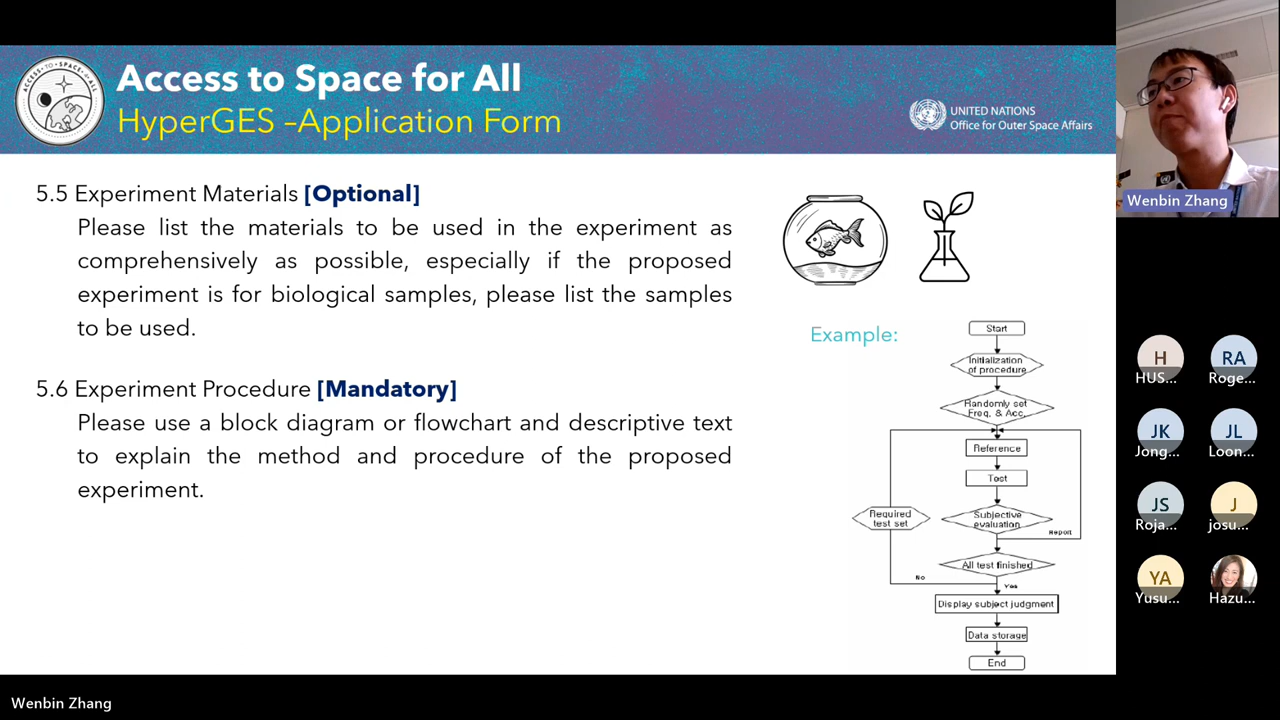 Access to Space for All
HyperGES –Application Form
UNITED NATIONS
Office for Outer Space Affairs
ACCESS • TO • SPACE • 4 • ALL
5.5 Experiment Materials [Optional]
Please list the materials to be used in the experiment as
comprehensively as possible, especially if the proposed
experiment is for biological samples, please list the samples
to be used.
5.6 Experiment Procedure [Mandatory]
Please use a block diagram or flowchart and descriptive text
to explain the method and procedure of the proposed
experiment.
Example:
Start
Initialization
of procedure
Randomly set
Freq. & Acc.
Reference
Test
Required
test set
Subjective
evaluation
Report
All test finished
No
Yes
Display subject judgment
Data storage
End
Wenbin Zhang
H
HUS...
RA
Roge...
JK
Jong...
JL
Loon...
JS
Roja...
J
josu...
YA
Yusu...
Hazu...
Wenbin Zhang